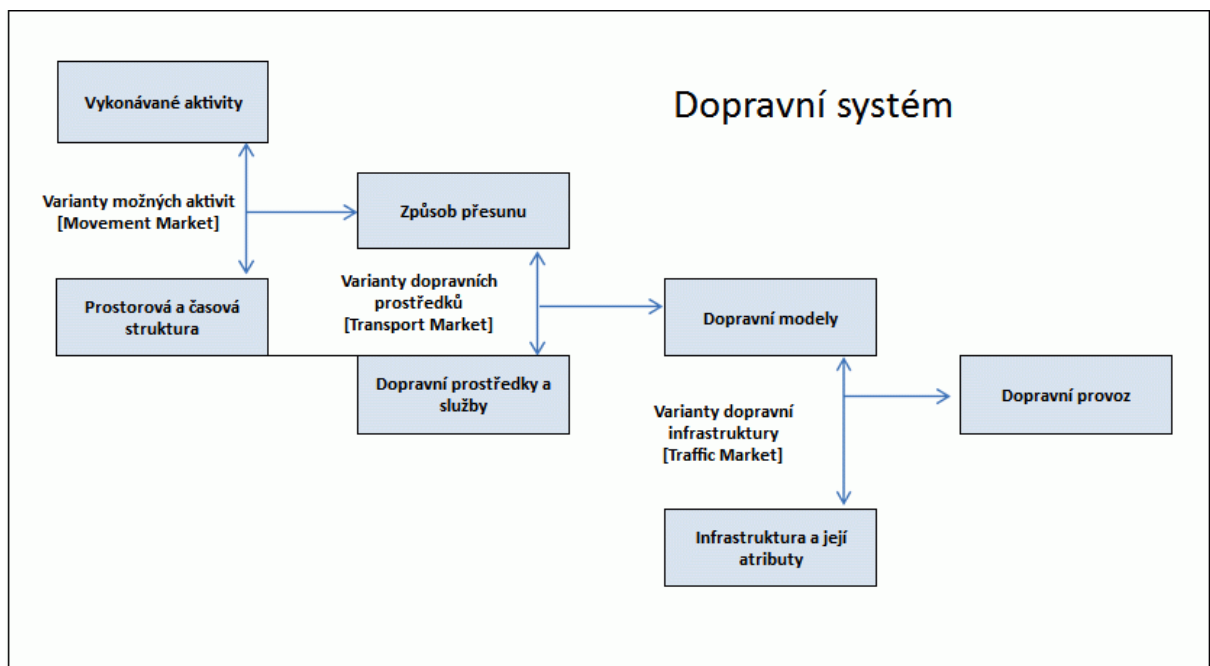 Dopravní systém
Vykonávané aktivity
Varianty možných aktivit
[Movement Market]
Způsob přesunu
Prostorová a časová
struktura
Varianty dopravních
prostředků
[Transport Market]
Dopravní modely
Dopravní prostředky a
služby
Varianty dopravní
infrastruktury
[Traffic Market]
Dopravní provoz
Infrastruktura a její
atributy